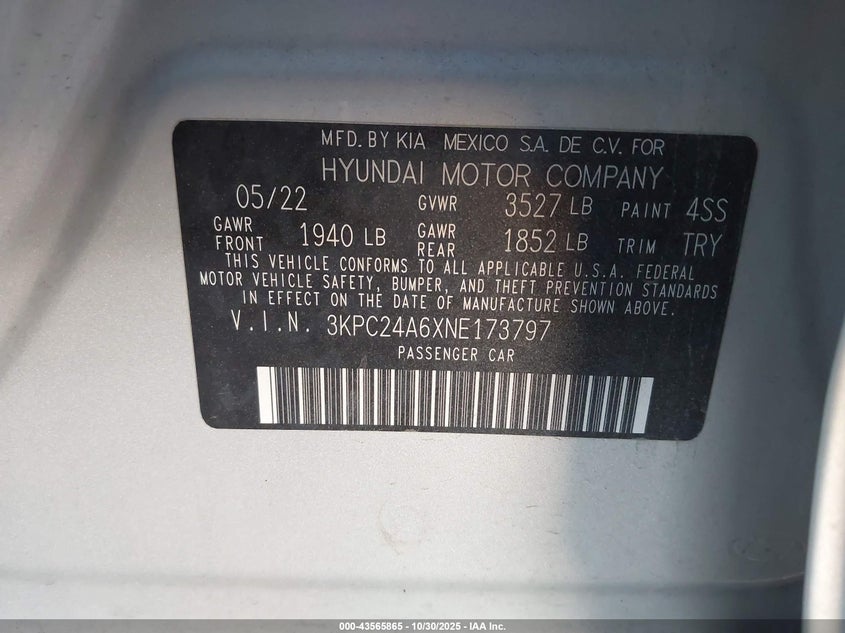 MFD. BY KIA MEXICO S.A. DE C.V. FOR
HYUNDAI MOTOR COMPANY
05/22 GVWR 3527 LB PAINT 4SS
GAWR FRONT 1940 LB GAWR REAR 1852 LB TRIM TRY
THIS VEHICLE CONFORMS TO ALL APPLICABLE U.S.A. FEDERAL
MOTOR VEHICLE SAFETY, BUMPER, AND THEFT PREVENTION STANDARDS
IN EFFECT ON THE DATE OF MANUFACTURE SHOWN ABOVE.
V.I.N. 3KPC24A6XNE173797
PASSENGER CAR
000-43565865 - 10/30/2025 - IAA Inc.